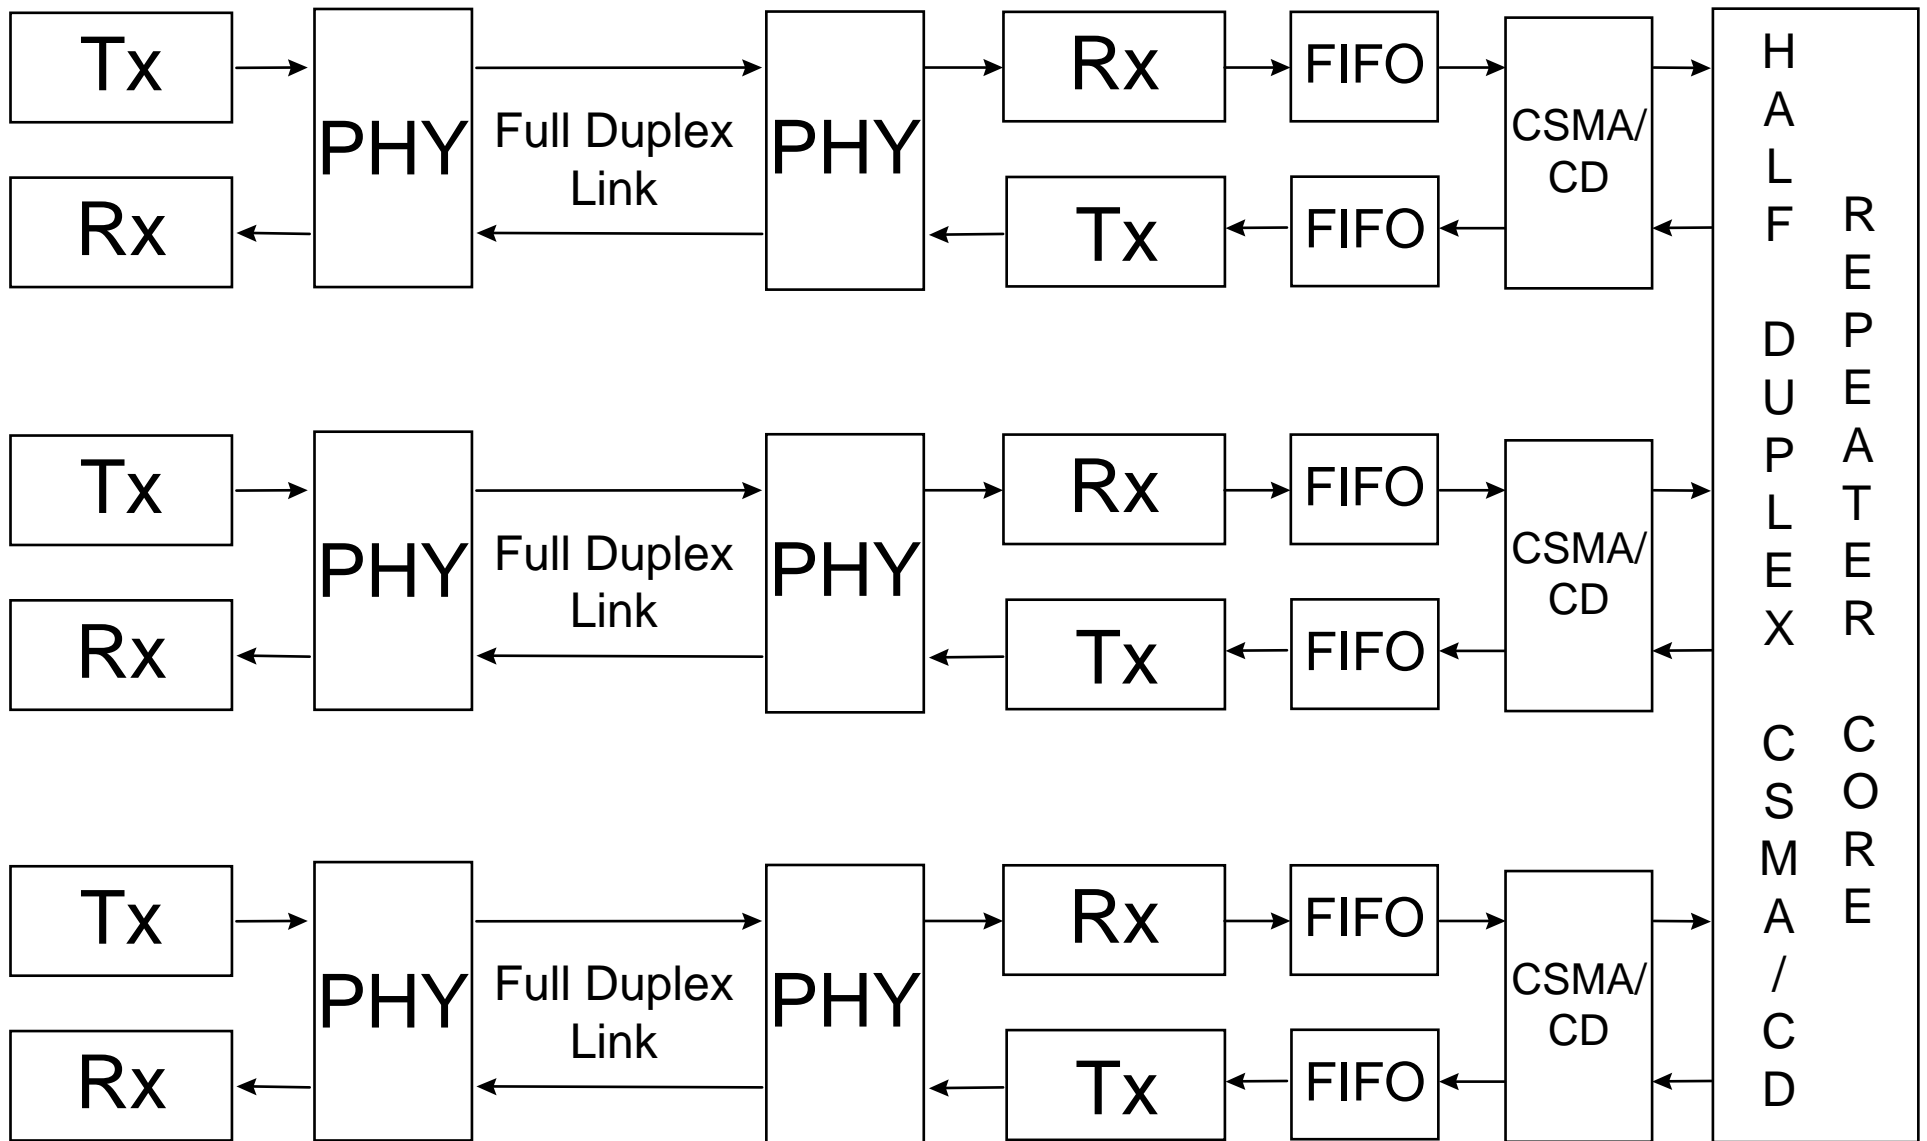 Tx
PHY
Full Duplex
Link
PHY
Rx
FIFO
CSMA/
CD
Rx
Tx
FIFO
Tx
PHY
Full Duplex
Link
PHY
Rx
FIFO
CSMA/
CD
Rx
Tx
FIFO
Tx
PHY
Full Duplex
Link
PHY
Rx
FIFO
CSMA/
CD
Rx
Tx
FIFO
HALF DUPLEX CSMA/CD
REPEATER CORE